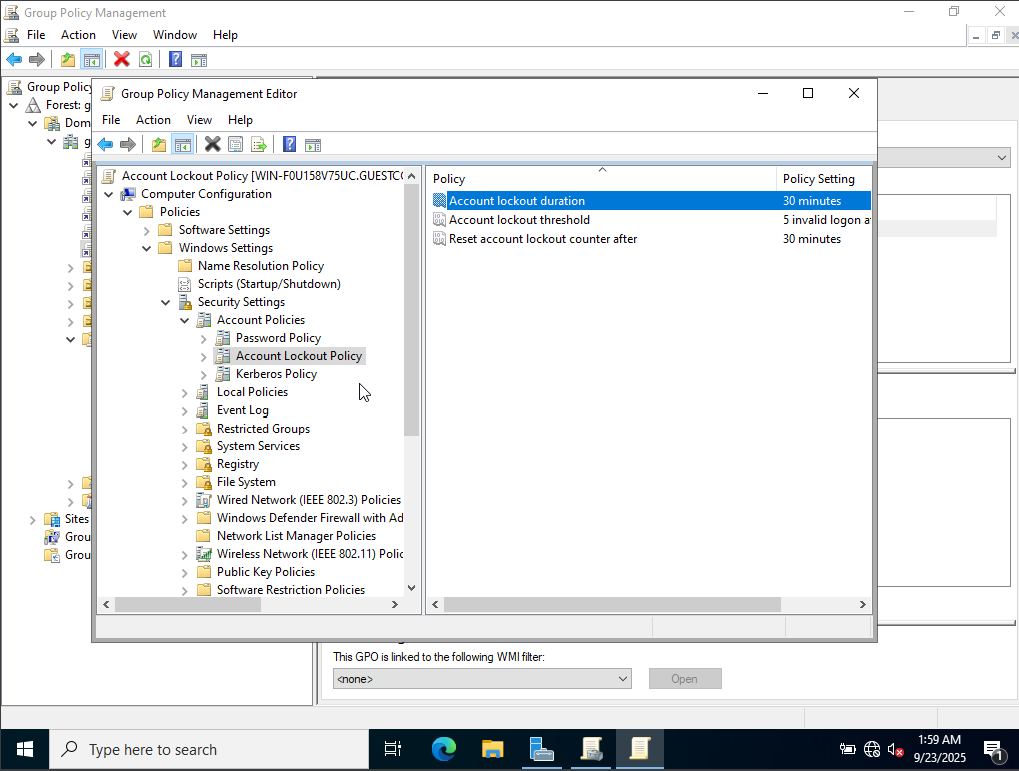 Group Policy Management
File Action View Window Help
Group Policy
Forest: g
Dom
g
Sites
Grou
Grou
Group Policy Management Editor
File Action View Help
Account Lockout Policy [WIN-F0U158V75UC.GUESTCO
Computer Configuration
Policies
Software Settings
Windows Settings
Name Resolution Policy
Scripts (Startup/Shutdown)
Security Settings
Account Policies
Password Policy
Account Lockout Policy
Kerberos Policy
Local Policies
Event Log
Restricted Groups
System Services
Registry
File System
Wired Network (IEEE 802.3) Policies
Windows Defender Firewall with Ad
Network List Manager Policies
Wireless Network (IEEE 802.11) Polic
Public Key Policies
Software Restriction Policies
Policy Policy Setting
Account lockout duration 30 minutes
Account lockout threshold 5 invalid logon a
Reset account lockout counter after 30 minutes
This GPO is linked to the following WMI filter:
<none> Open
Type here to search
1:59 AM
9/23/2025
1